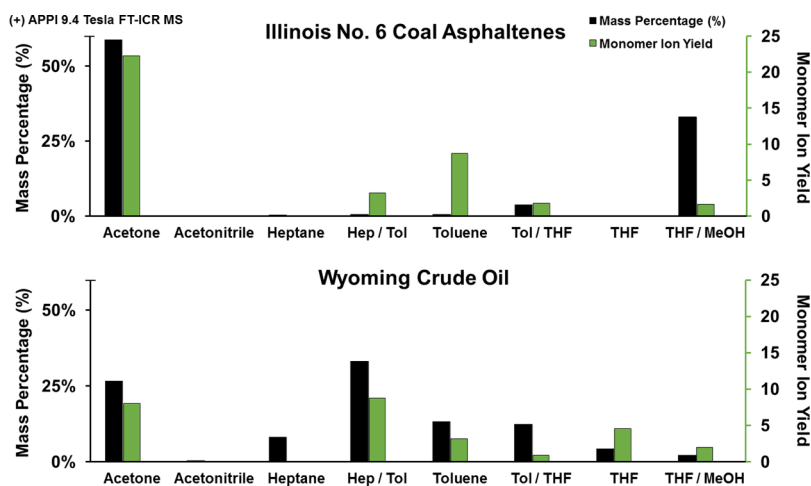 (+) APPI 9.4 Tesla FT-ICR MS
Illinois No. 6 Coal Asphaltenes
Mass Percentage (%)
Monomer Ion Yield
Mass Percentage (%)
50%
25%
0%
25
20
15
10
5
0
Monomer Ion Yield
Acetone Acetonitrile Heptane Hep / Tol Toluene Tol / THF THF THF / MeOH
Wyoming Crude Oil
Mass Percentage (%)
50%
25%
0%
25
20
15
10
5
0
Monomer Ion Yield
Acetone Acetonitrile Heptane Hep / Tol Toluene Tol / THF THF THF / MeOH